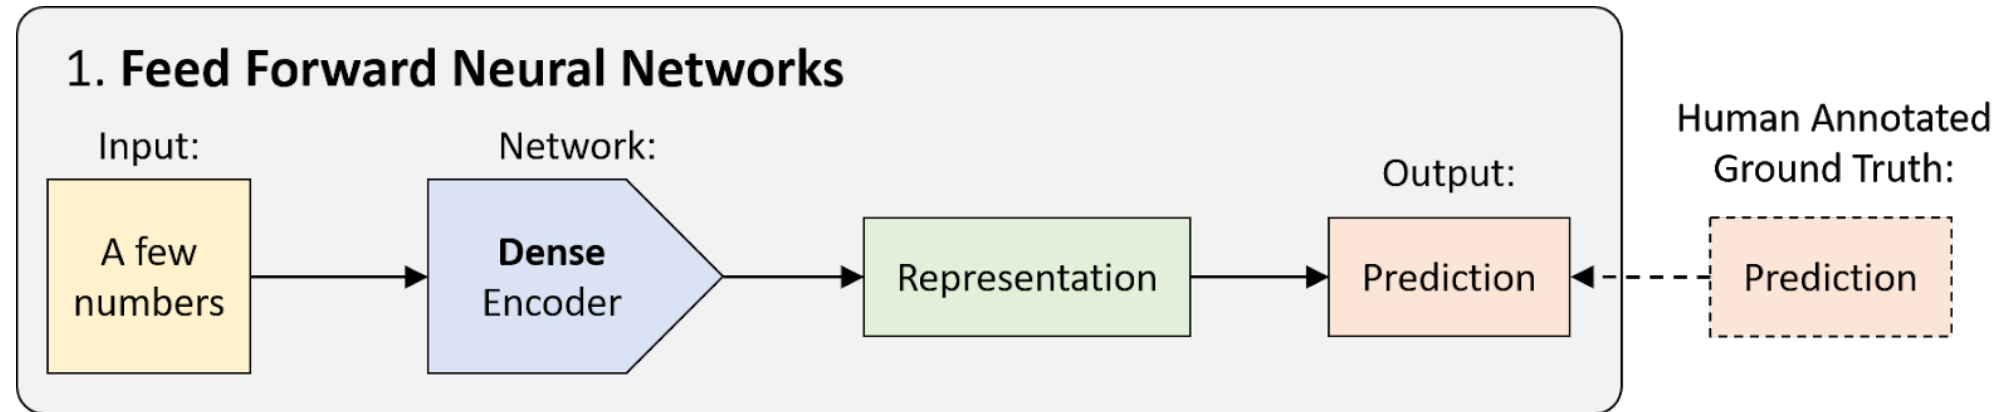 1. Feed Forward Neural Networks
Input:
Network:
Output:
Human Annotated
Ground Truth:
A few
numbers
Dense
Encoder
Representation
Prediction
Prediction